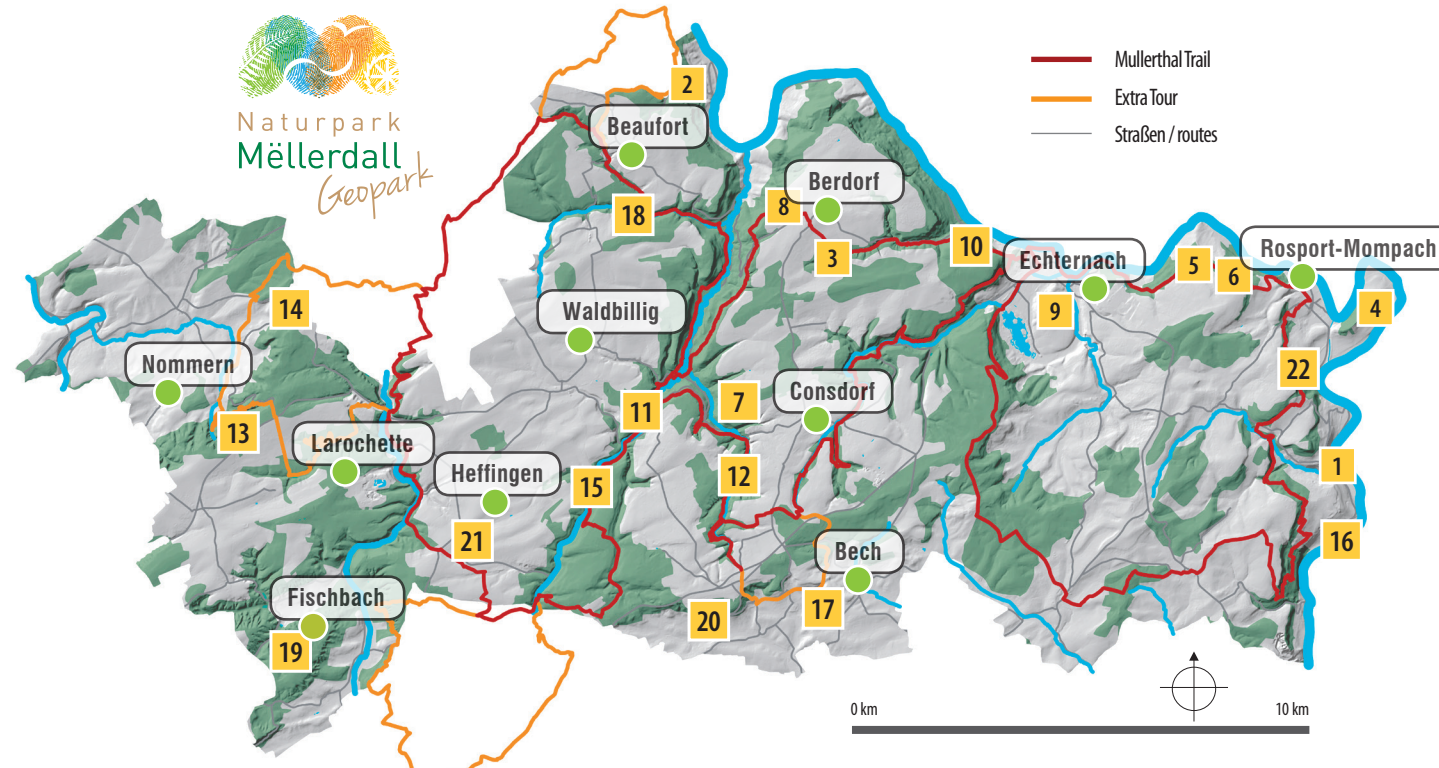 Naturpark
Mëllerdall
Geopark
Mullerthal Trail
Extra Tour
Straßen / routes
2
Beaufort
Berdorf
8
18
3
10
Echternach
5
6
Rosport-Mompach
4
9
14
Waldbillig
Nommern
22
13
11
7
Consdorf
Larochette
Heffingen
12
15
1
21
16
Bech
Fischbach
17
20
19
0 km
10 km